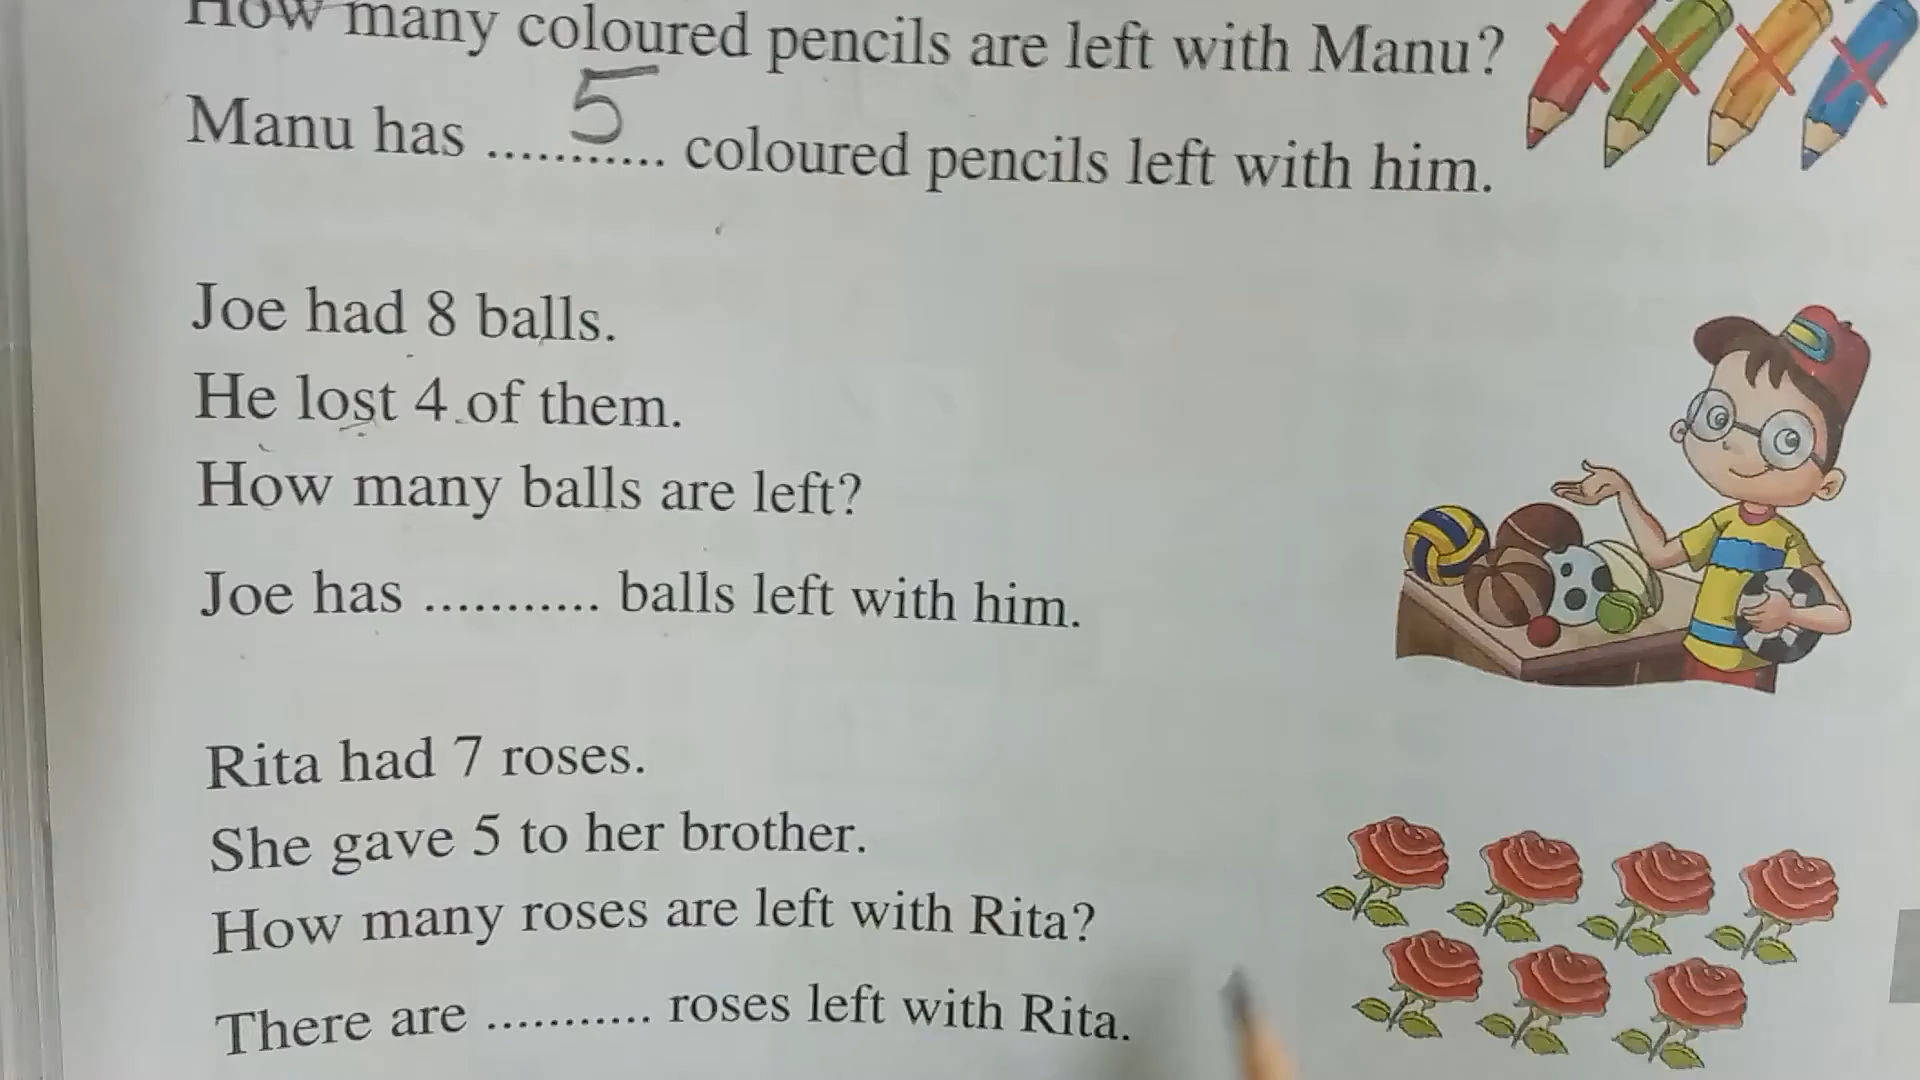 How many coloured pencils are left with Manu?
Manu has ....5.... coloured pencils left with him.
Joe had 8 balls.
He lost 4 of them.
How many balls are left?
Joe has ........... balls left with him.
Rita had 7 roses.
She gave 5 to her brother.
How many roses are left with Rita?
There are ........... roses left with Rita.